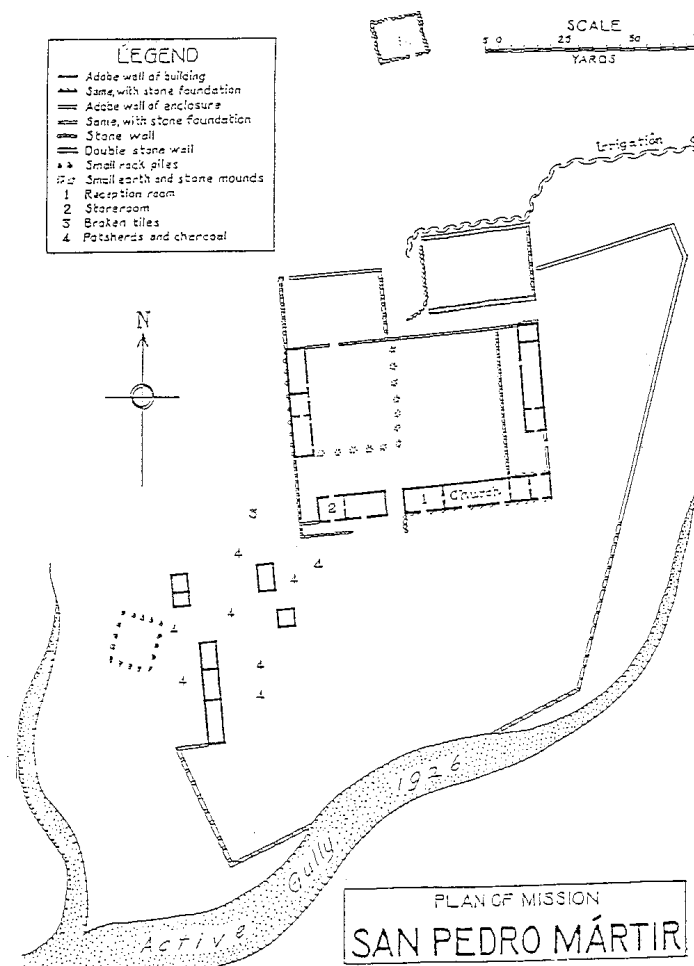 LEGEND
Adobe wall of building
Same, with stone foundation
Adobe wall of enclosure
Same, with stone foundation
Stone wall
Double stone wall
Small rock piles
Small earth and stone mounds
1 Reception room
2 Storeroom
3 Broken tiles
4 Potsherds and charcoal
SCALE
5 0 25 50
YARDS
Irrigation
N
1 Church
2
3
4
4
4
4
4
4
4
4
Active Gully 1926
PLAN OF MISSION
SAN PEDRO MÁRTIR